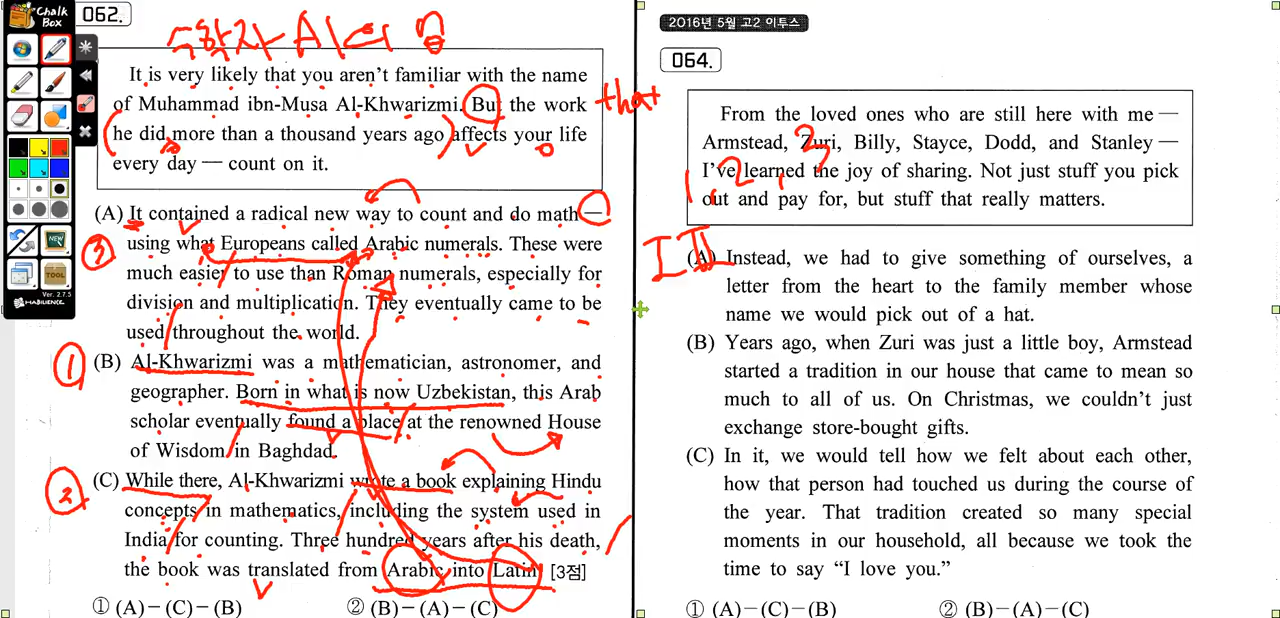 Chalk
Box
Ver. 2.7.5
HABILIENCE
NEW
TOOL
062.
수학자 Al의
It is very likely that you aren't familiar with the name
of Muhammad ibn-Musa Al-Khwarizmi. But the work
that
he did more than a thousand years ago affects your life
every day — count on it.
(A) It contained a radical new way to count and do math —
③
using what Europeans called Arabic numerals. These were
much easier to use than Roman numerals, especially for
division and multiplication. They eventually came to be
used throughout the world.
①
(B) Al-Khwarizmi was a mathematician, astronomer, and
geographer. Born in what is now Uzbekistan, this Arab
scholar eventually found a place at the renowned House
of Wisdom in Baghdad.
②
(C) While there, Al-Khwarizmi wrote a book explaining Hindu
concepts in mathematics, including the system used in
India for counting. Three hundred years after his death,
the book was translated from Arabic into Latin. [3점]
① (A)－(C)－(B) ② (B)－(A)－(C)
2016년 5월 고2 이투스
064.
From the loved ones who are still here with me —
Armstead, Zuri, Billy, Stayce, Dodd, and Stanley —
I've learned the joy of sharing. Not just stuff you pick
out and pay for, but stuff that really matters.
1, 2, 3
I II
(A) Instead, we had to give something of ourselves, a
letter from the heart to the family member whose
name we would pick out of a hat.
(B) Years ago, when Zuri was just a little boy, Armstead
started a tradition in our house that came to mean so
much to all of us. On Christmas, we couldn't just
exchange store-bought gifts.
(C) In it, we would tell how we felt about each other,
how that person had touched us during the course of
the year. That tradition created so many special
moments in our household, all because we took the
time to say “I love you.”
① (A)－(C)－(B) ② (B)－(A)－(C)